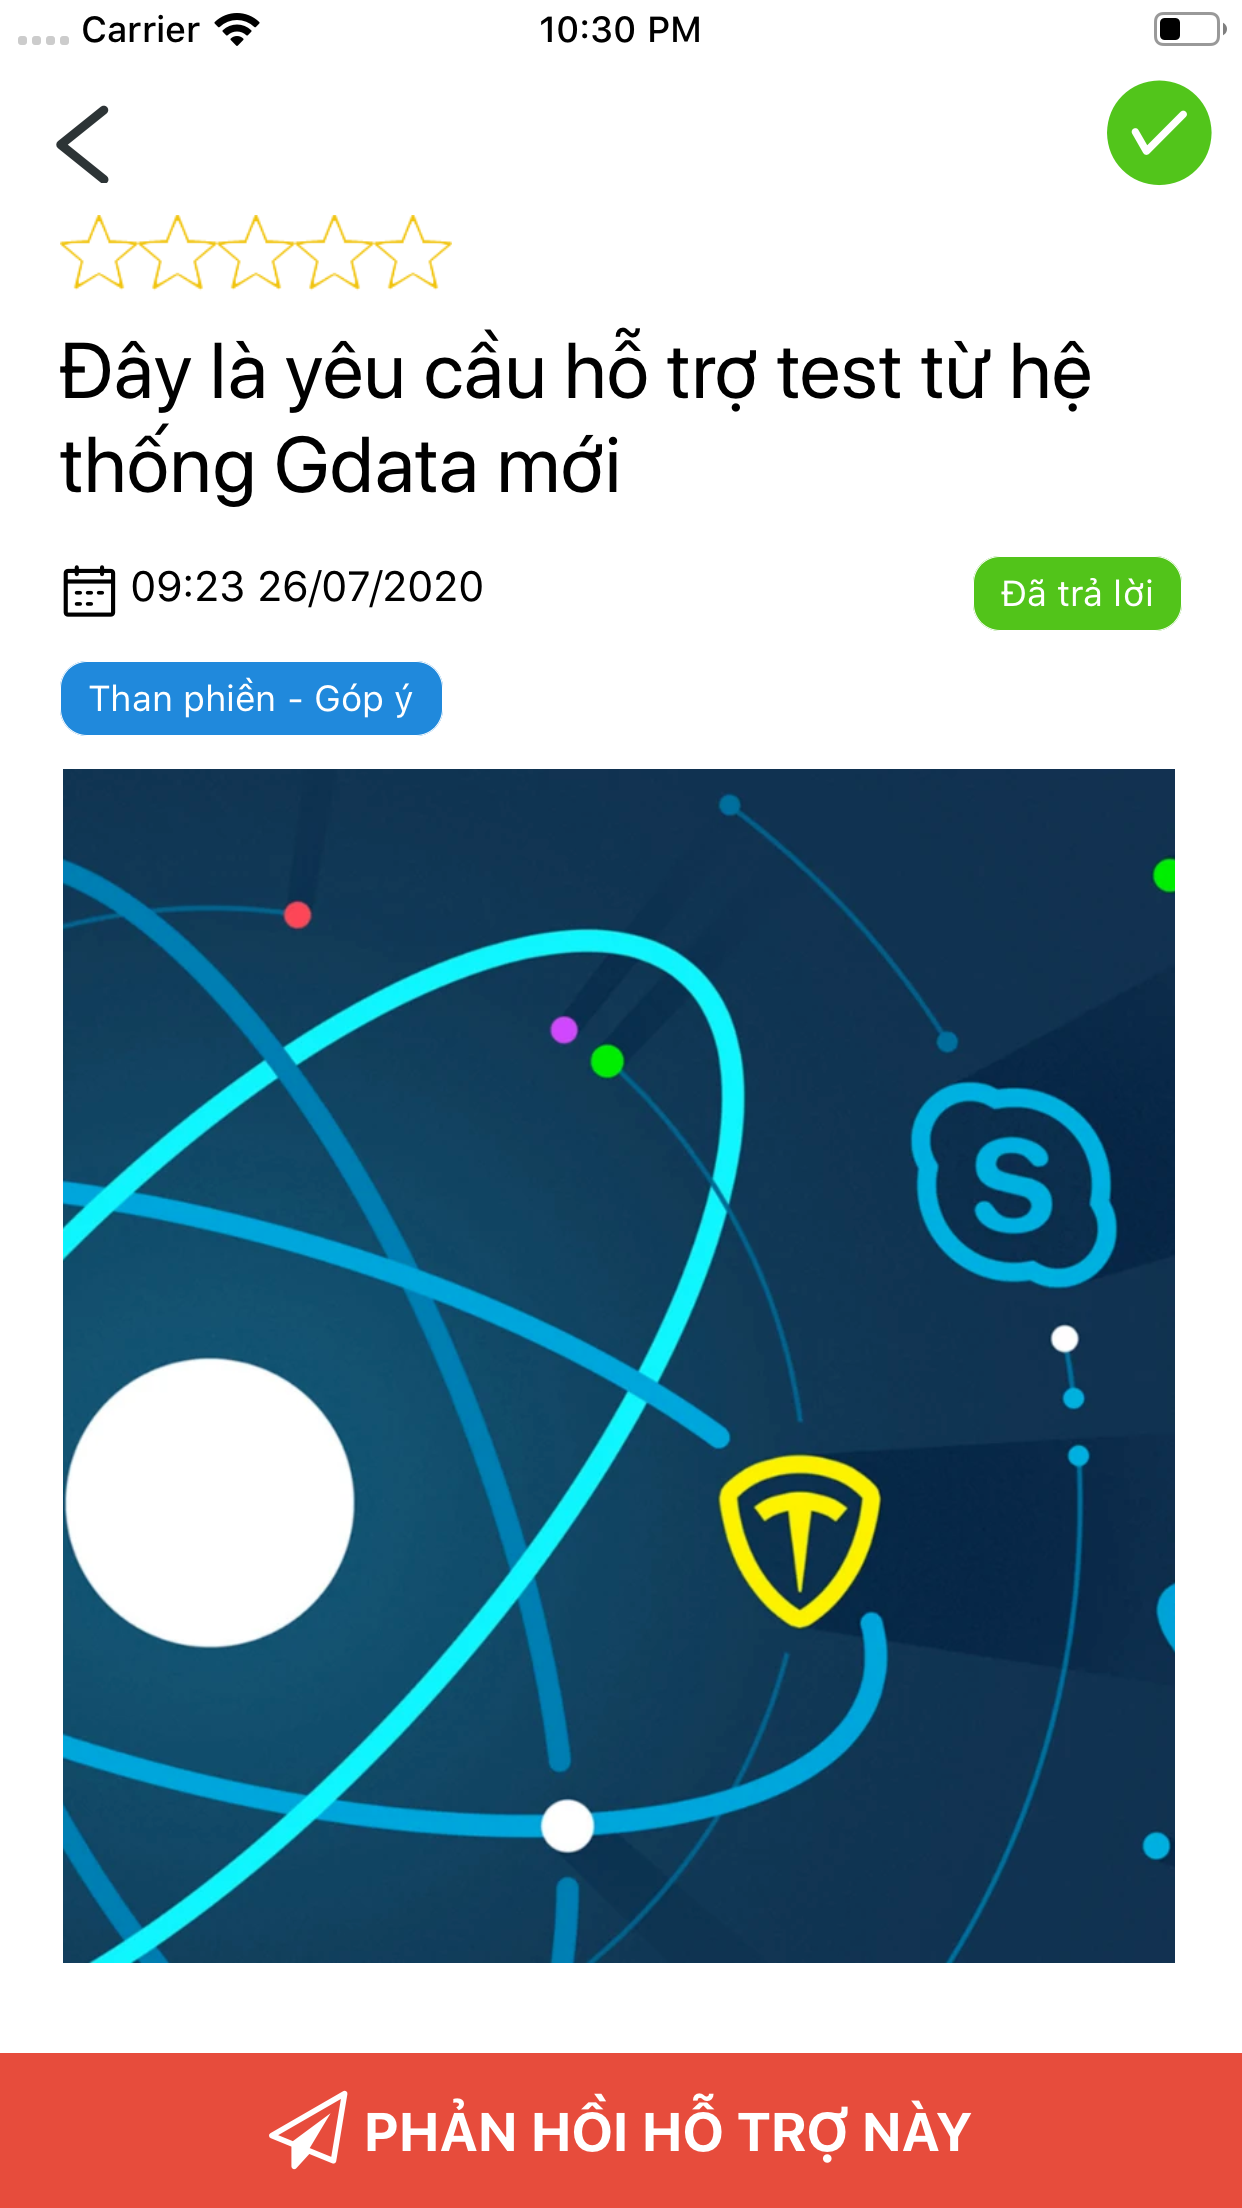 Carrier 10:30 PM
Đây là yêu cầu hỗ trợ test từ hệ
thống Gdata mới
09:23 26/07/2020
Đã trả lời
Than phiền - Góp ý
S
T
PHẢN HỒI HỖ TRỢ NÀY